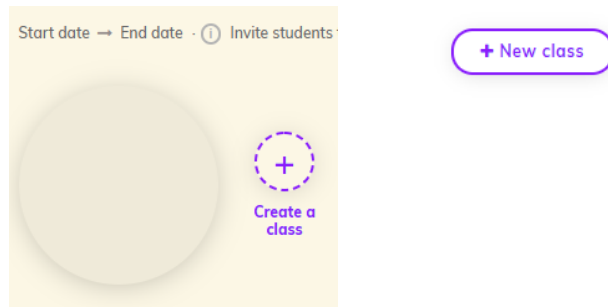 Start date → End date · ⓘ Invite students
+ New class
+
Create a
class